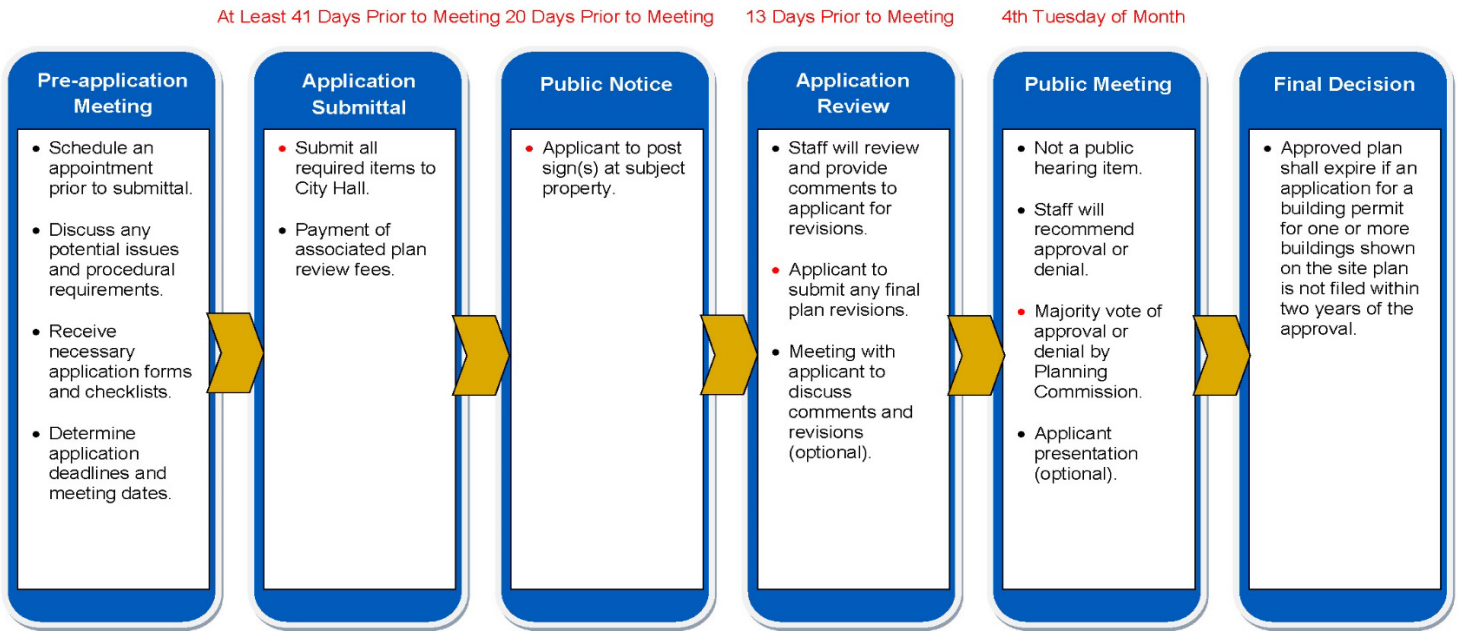 At Least 41 Days Prior to Meeting
20 Days Prior to Meeting
13 Days Prior to Meeting
4th Tuesday of Month
Pre-application
Meeting
• Schedule an
appointment
prior to submittal.
• Discuss any
potential issues
and procedural
requirements.
• Receive
necessary
application forms
and checklists.
• Determine
application
deadlines and
meeting dates.
Application
Submittal
• Submit all
required items to
City Hall.
• Payment of
associated plan
review fees.
Public Notice
• Applicant to post
sign(s) at subject
property.
Application
Review
• Staff will review
and provide
comments to
applicant for
revisions.
• Applicant to
submit any final
plan revisions.
• Meeting with
applicant to
discuss
comments and
revisions
(optional).
Public Meeting
• Not a public
hearing item.
• Staff will
recommend
approval or
denial.
• Majority vote of
approval or
denial by
Planning
Commission.
• Applicant
presentation
(optional).
Final Decision
• Approved plan
shall expire if an
application for a
building permit
for one or more
buildings shown
on the site plan
is not filed within
two years of the
approval.